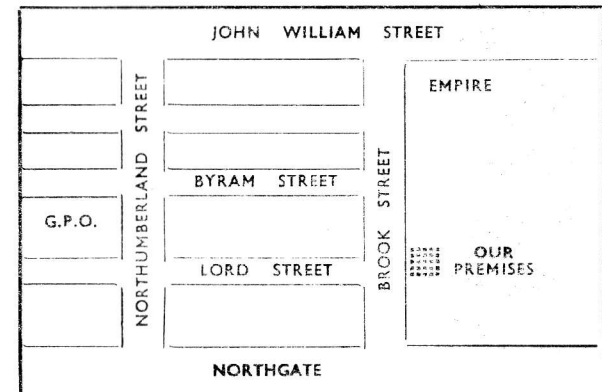 JOHN WILLIAM STREET
EMPIRE
NORTHUMBERLAND STREET
BYRAM STREET
BROOK STREET
G.P.O.
OUR
PREMISES
LORD STREET
NORTHGATE